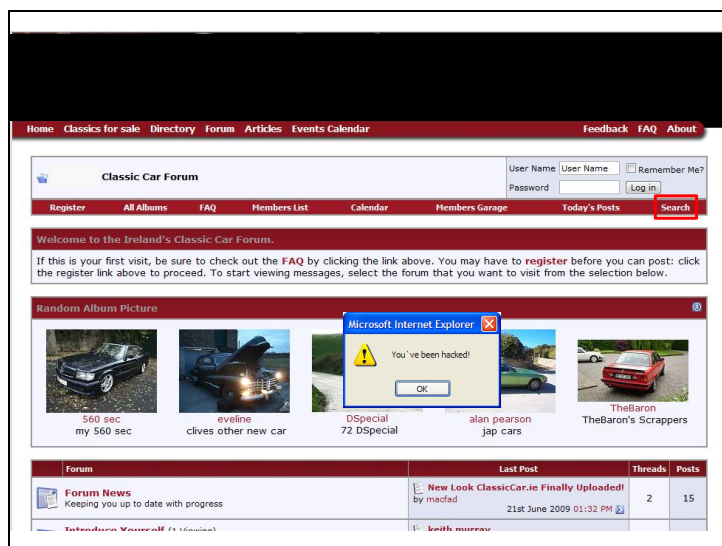 Home Classics for sale Directory Forum Articles Events Calendar Feedback FAQ About
Classic Car Forum
User Name User Name Remember Me?
Password Log in
Register All Albums FAQ Members List Calendar Members Garage Today's Posts Search
Welcome to the Ireland's Classic Car Forum.
If this is your first visit, be sure to check out the FAQ by clicking the link above. You may have to register before you can post: click
the register link above to proceed. To start viewing messages, select the forum that you want to visit from the selection below.
Random Album Picture
Microsoft Internet Explorer
You`ve been hacked!
OK
560 sec
my 560 sec
eveline
clives other new car
DSpecial
72 DSpecial
alan pearson
jap cars
TheBaron
TheBaron's Scrappers
Forum Last Post Threads Posts
Forum News
Keeping you up to date with progress
New Look ClassicCar.ie Finally Uploaded!
by macfad
21st June 2009 01:32 PM
2 15
Introduce Yourself (1 Viewing)
keith murray